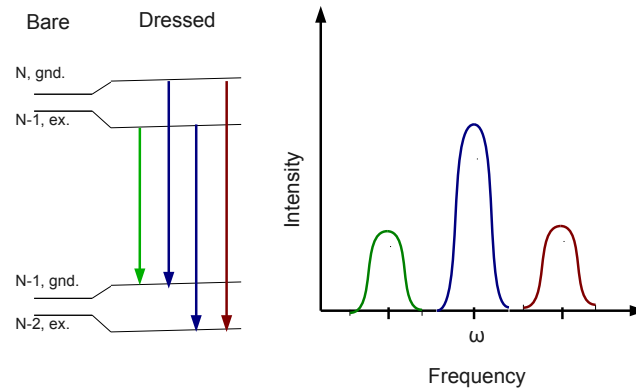 Bare
Dressed
N, gnd.
N-1, ex.
N-1, gnd.
N-2, ex.
Intensity
ω
Frequency